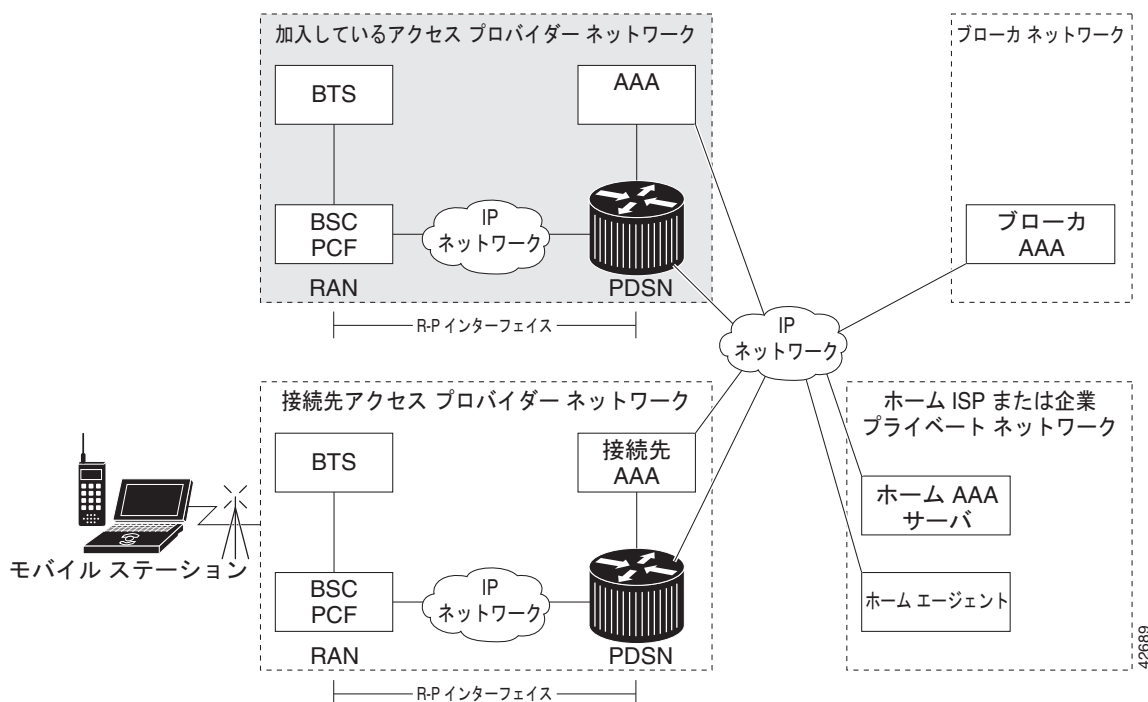 加入しているアクセス プロバイダー ネットワーク
BTS
AAA
BSC
PCF
IP
ネットワーク
RAN
PDSN
R-P インターフェイス
ブローカ ネットワーク
ブローカ
AAA
IP
ネットワーク
接続先アクセス プロバイダー ネットワーク
BTS
接続先
AAA
モバイル ステーション
BSC
PCF
IP
ネットワーク
RAN
PDSN
R-P インターフェイス
ホーム ISP または企業
プライベート ネットワーク
ホーム AAA
サーバ
ホーム エージェント
42689